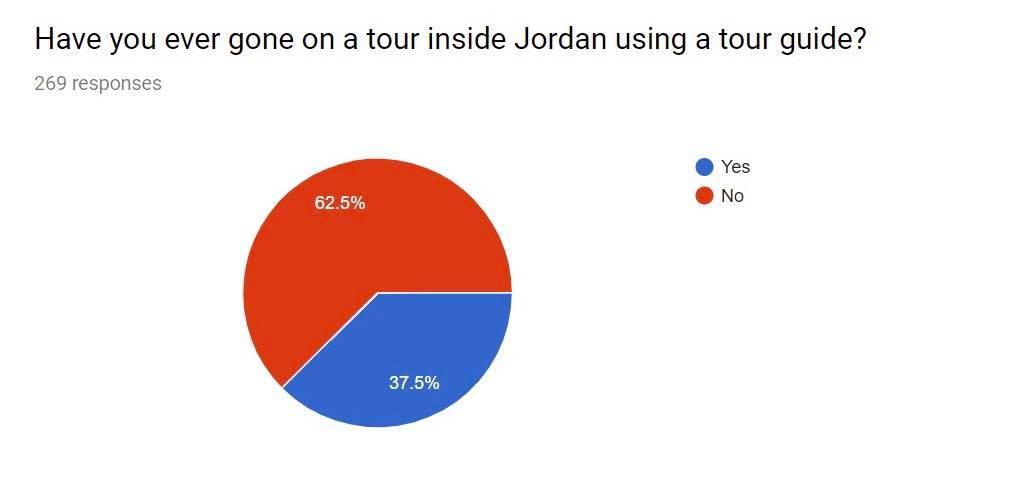 Have you ever gone on a tour inside Jordan using a tour guide?
269 responses
Yes
No
62.5%
37.5%